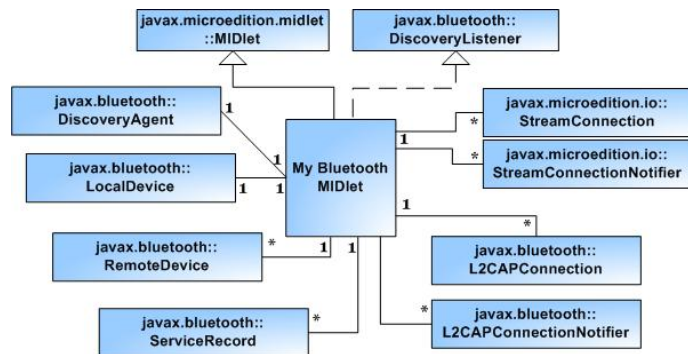 javax.microedition.midlet
::MIDlet
javax.bluetooth::
DiscoveryListener
javax.bluetooth::
DiscoveryAgent
1
javax.microedition.io::
StreamConnection
*
1
1
My Bluetooth
MIDlet
javax.bluetooth::
LocalDevice
1
1
javax.microedition.io::
StreamConnectionNotifier
*
javax.bluetooth::
RemoteDevice
*
1
1
1
*
javax.bluetooth::
L2CAPConnection
javax.bluetooth::
ServiceRecord
*
*
javax.bluetooth::
L2CAPConnectionNotifier